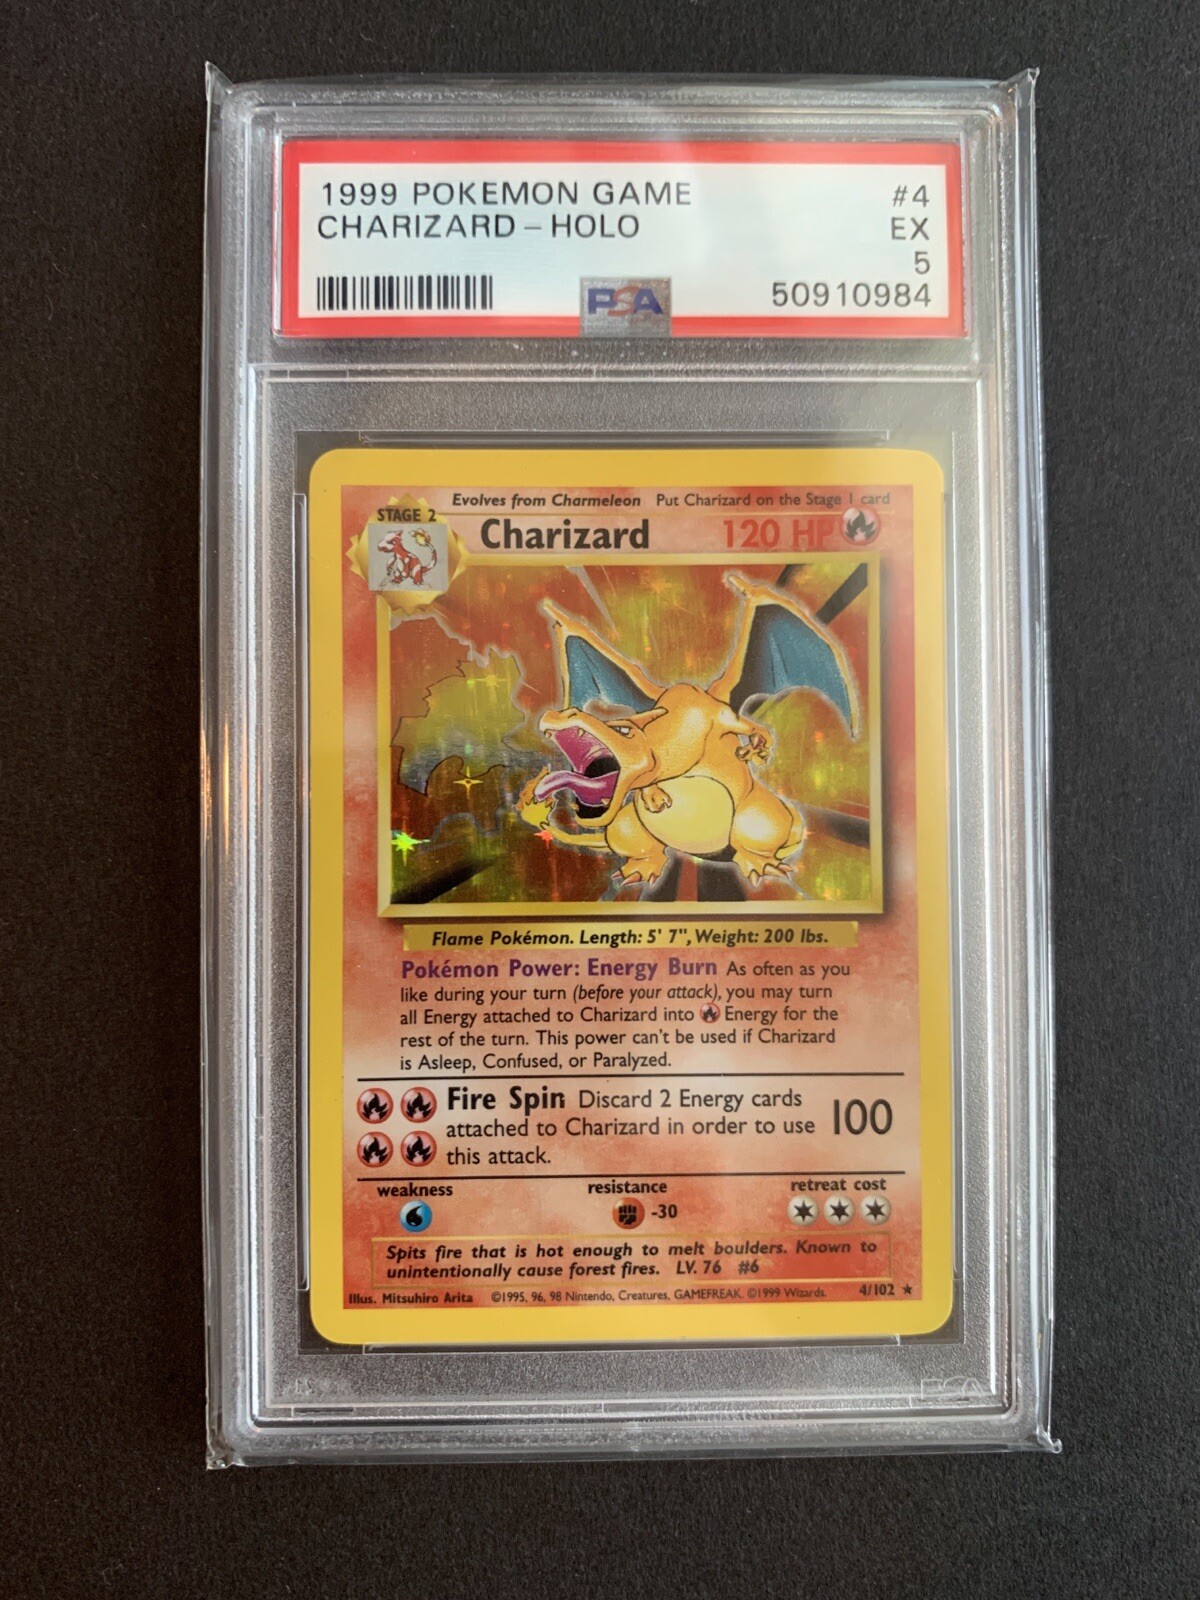 1999 POKEMON GAME #4
CHARIZARD - HOLO EX
5
PSA 50910984
Evolves from Charmeleon Put Charizard on the Stage 1 card
STAGE 2
Charizard 120 HP
Flame Pokémon. Length: 5' 7", Weight: 200 lbs.
Pokémon Power: Energy Burn As often as you
like during your turn (before your attack), you may turn
all Energy attached to Charizard into Energy for the
rest of the turn. This power can't be used if Charizard
is Asleep, Confused, or Paralyzed.
Fire Spin Discard 2 Energy cards
attached to Charizard in order to use 100
this attack.
weakness resistance retreat cost
-30
Spits fire that is hot enough to melt boulders. Known to
unintentionally cause forest fires. LV. 76 #6
Illus. Mitsuhiro Arita ©1995, 96, 98 Nintendo, Creatures, GAMEFREAK. ©1999 Wizards. 4/102 ★
PSA